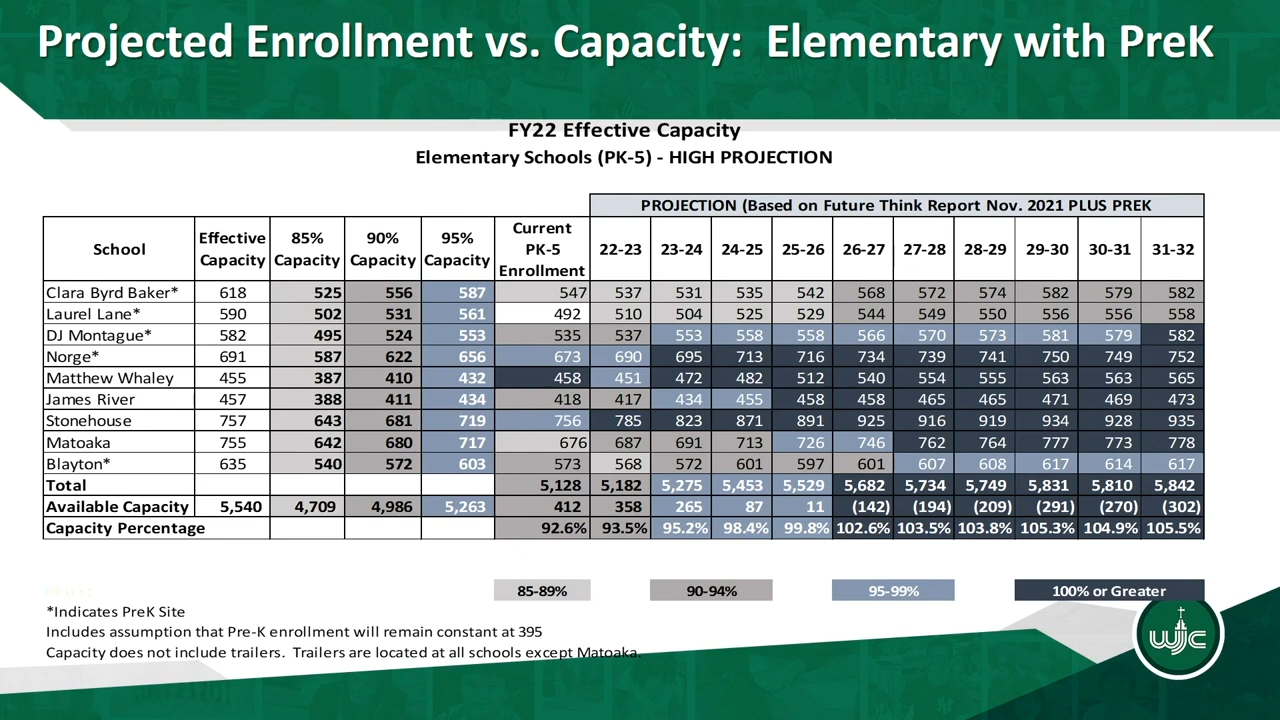 Projected Enrollment vs. Capacity: Elementary with PreK
FY22 Effective Capacity
Elementary Schools (PK-5) - HIGH PROJECTION
PROJECTION (Based on Future Think Report Nov. 2021 PLUS PREK
School Effective Capacity 85% Capacity 90% Capacity 95% Capacity Current PK-5 Enrollment 22-23 23-24 24-25 25-26 26-27 27-28 28-29 29-30 30-31 31-32
Clara Byrd Baker* 618 525 556 587 547 537 531 535 542 568 572 574 582 579 582
Laurel Lane* 590 502 531 561 492 510 504 525 529 544 549 550 556 556 558
DJ Montague* 582 495 524 553 535 537 553 558 558 566 570 573 581 579 582
Norge* 691 587 622 656 673 690 695 713 716 734 739 741 750 749 752
Matthew Whaley 455 387 410 432 458 451 472 482 512 540 554 555 563 563 565
James River 457 388 411 434 418 417 434 455 458 458 465 465 471 469 473
Stonehouse 757 643 681 719 756 785 823 871 891 925 916 919 934 928 935
Matoaka 755 642 680 717 676 687 691 713 726 746 762 764 777 773 778
Blayton* 635 540 572 603 573 568 572 601 597 601 607 608 617 614 617
Total 5,128 5,182 5,275 5,453 5,529 5,682 5,734 5,749 5,831 5,810 5,842
Available Capacity 5,540 4,709 4,986 5,263 412 358 265 87 11 (142) (194) (209) (291) (270) (302)
Capacity Percentage 92.6% 93.5% 95.2% 98.4% 99.8% 102.6% 103.5% 103.8% 105.3% 104.9% 105.5%
85-89% 90-94% 95-99% 100% or Greater
*Indicates PreK Site
Includes assumption that Pre-K enrollment will remain constant at 395
Capacity does not include trailers. Trailers are located at all schools except Matoaka.
WJC